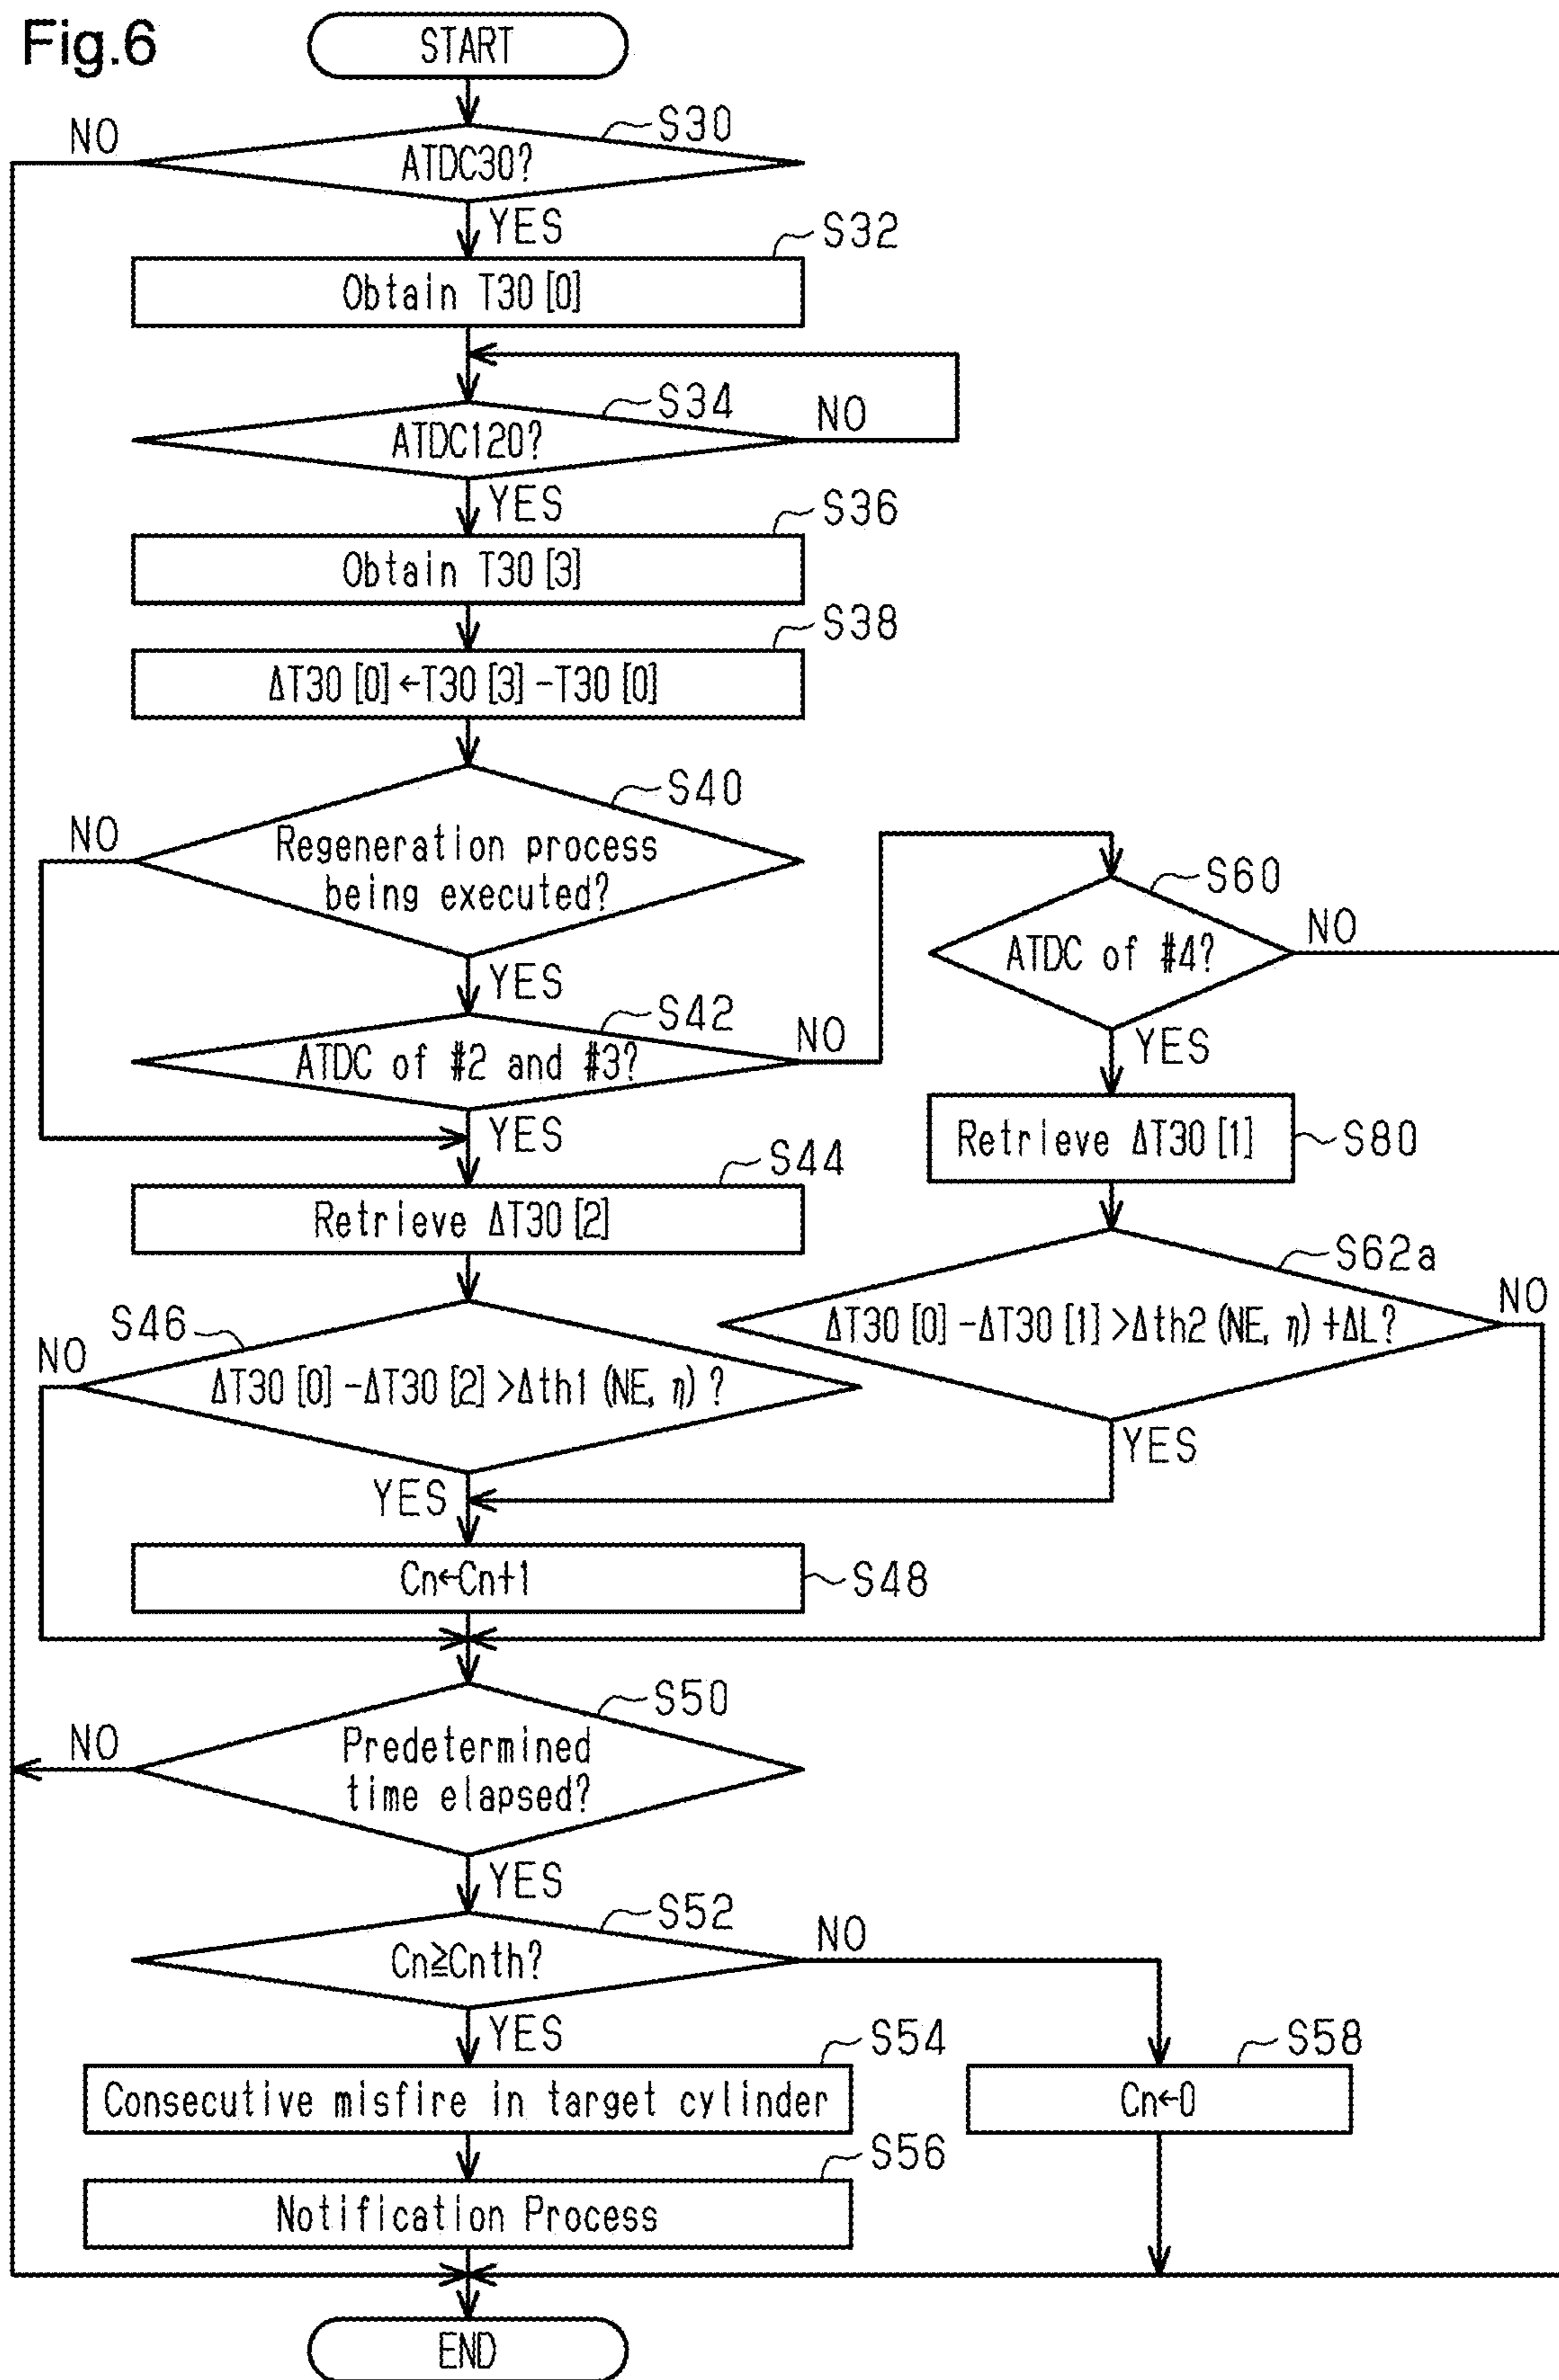 Fig.6
START
NO
S30
ATDC30?
YES
S32
Obtain T30 [0]
S34
NO
ATDC120?
YES
S36
Obtain T30 [3]
S38
ΔT30 [0] ←T30 [3] −T30 [0]
S40
NO
Regeneration process
being executed?
YES
S42
NO
ATDC of #2 and #3?
YES
S60
NO
ATDC of #4?
YES
Retrieve ΔT30 [1]
S80
S44
Retrieve ΔT30 [2]
S62a
NO
ΔT30 [0] −ΔT30 [1] >Δth2 (NE, η) +ΔL?
YES
S46
NO
ΔT30 [0] −ΔT30 [2] >Δth1 (NE, η) ?
YES
Cn←Cn+1
S48
S50
NO
Predetermined
time elapsed?
YES
S52
NO
Cn≧Cnth?
YES
S54
Consecutive misfire in target cylinder
S58
Cn←0
S56
Notification Process
END